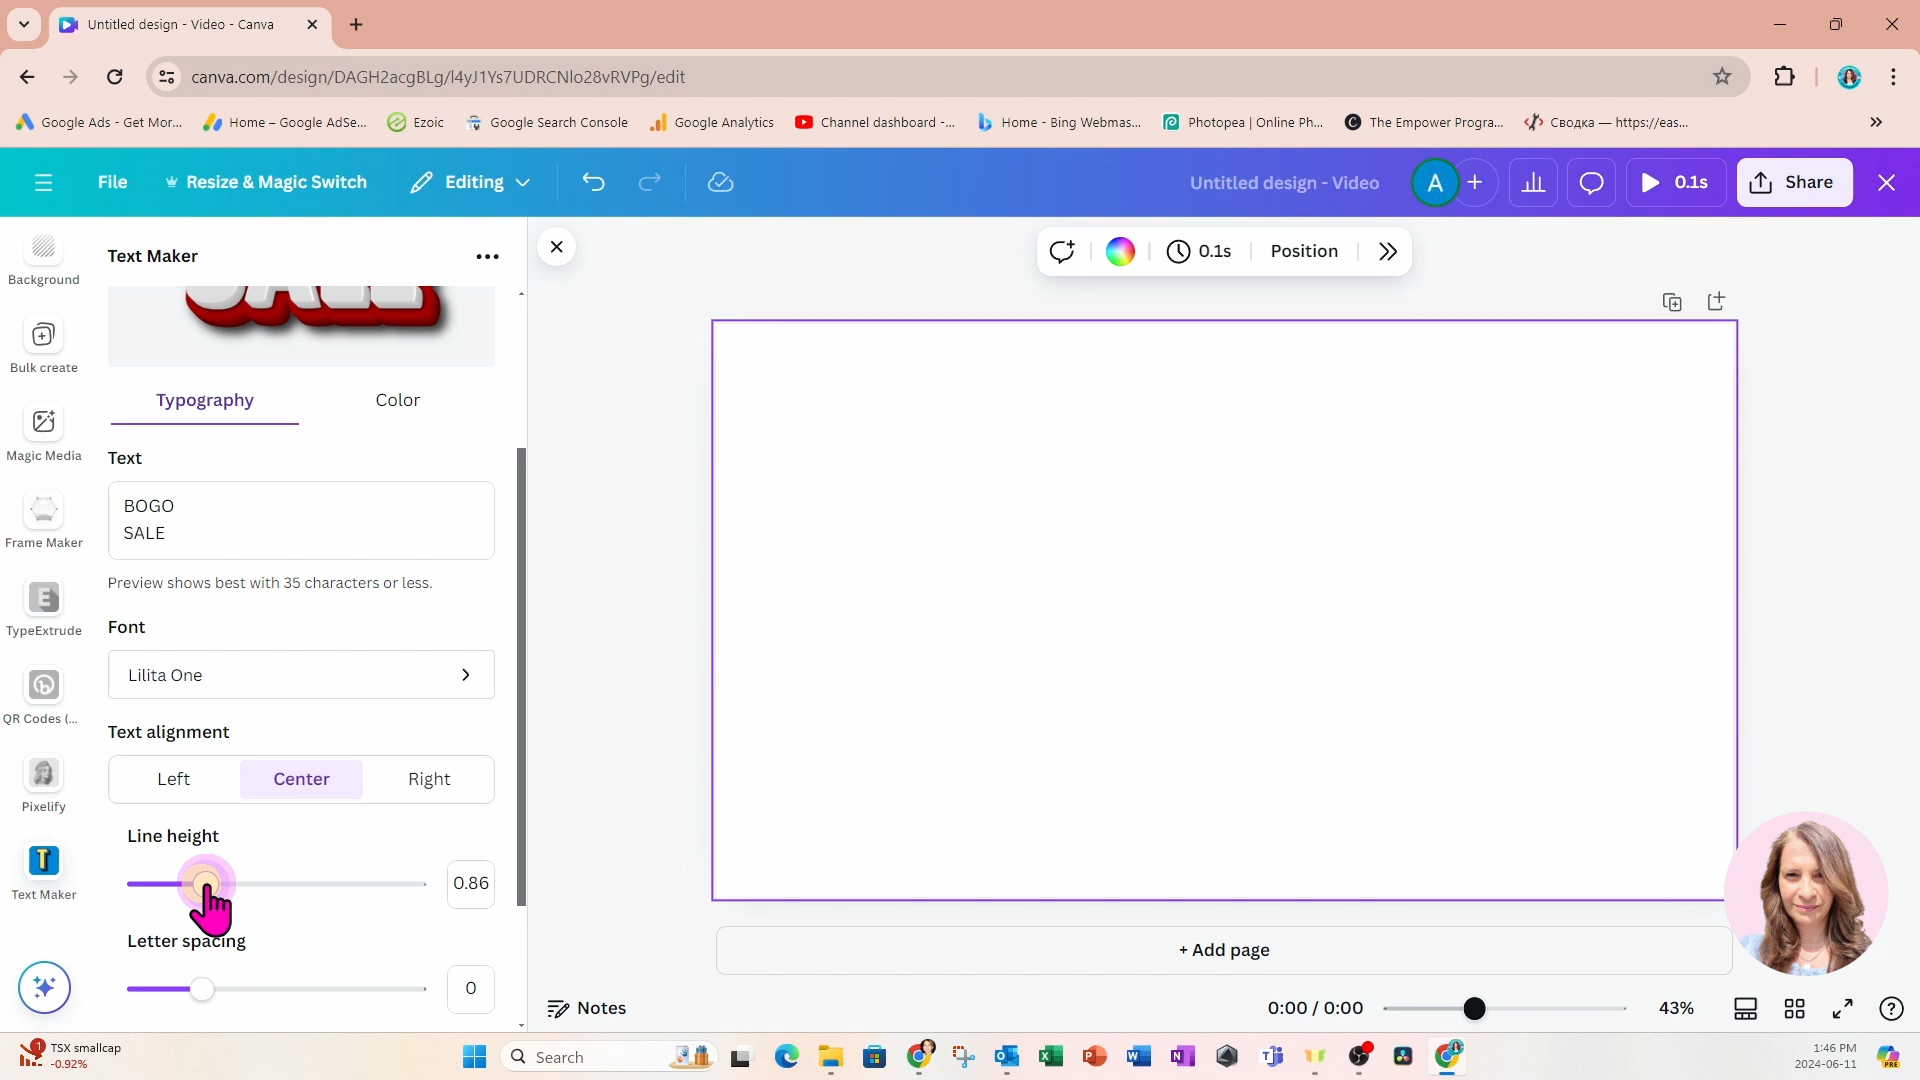 Untitled design - Video - Canva
canva.com/design/DAGH2acgBLg/l4yJ1Ys7UDRCNlo28vRVPg/edit
Google Ads - Get Mor...
Home – Google AdSe...
Ezoic
Google Search Console
Google Analytics
Channel dashboard -...
Home - Bing Webmas...
Photopea | Online Ph...
The Empower Progra...
Сводка — https://eas...
File
Resize & Magic Switch
Editing
Untitled design - Video
A
0.1s
Share
Background
Bulk create
Magic Media
Frame Maker
TypeExtrude
QR Codes (...
Pixelify
Text Maker
Text Maker
SALE
Typography
Color
Text
BOGO
SALE
Preview shows best with 35 characters or less.
Font
Lilita One
Text alignment
Left
Center
Right
Line height
0.86
Letter spacing
0
0.1s
Position
+ Add page
Notes
0:00 / 0:00
43%
TSX smallcap
-0.92%
Search
1:46 PM
2024-06-11